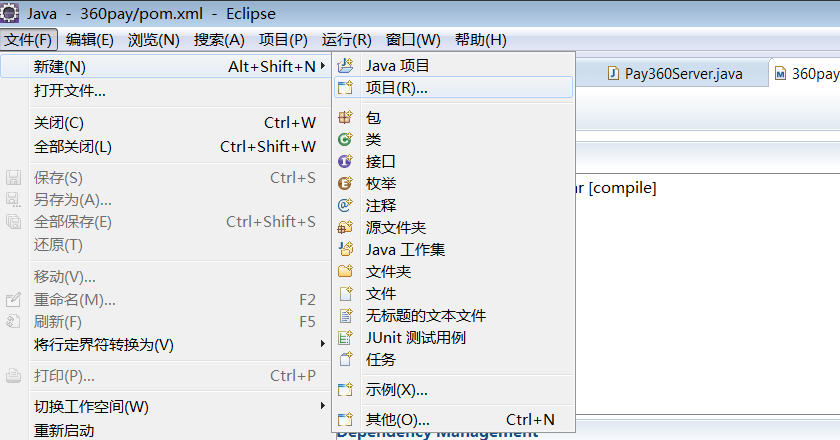 Java - 360pay/pom.xml - Eclipse
文件(F) 编辑(E) 浏览(N) 搜索(A) 项目(P) 运行(R) 窗口(W) 帮助(H)
新建(N) Alt+Shift+N
打开文件...
关闭(C) Ctrl+W
全部关闭(L) Ctrl+Shift+W
保存(S) Ctrl+S
另存为(A)...
全部保存(E) Ctrl+Shift+S
还原(T)
移动(V)...
重命名(M)... F2
刷新(F) F5
将行定界符转换为(V)
打印(P)... Ctrl+P
切换工作空间(W)
重新启动
Java 项目
项目(R)...
包
类
接口
枚举
注释
源文件夹
Java 工作集
文件夹
文件
无标题的文本文件
JUnit 测试用例
任务
示例(X)...
其他(O)... Ctrl+N
Pay360Server.java
360pay
ar [compile]
Dependency Management